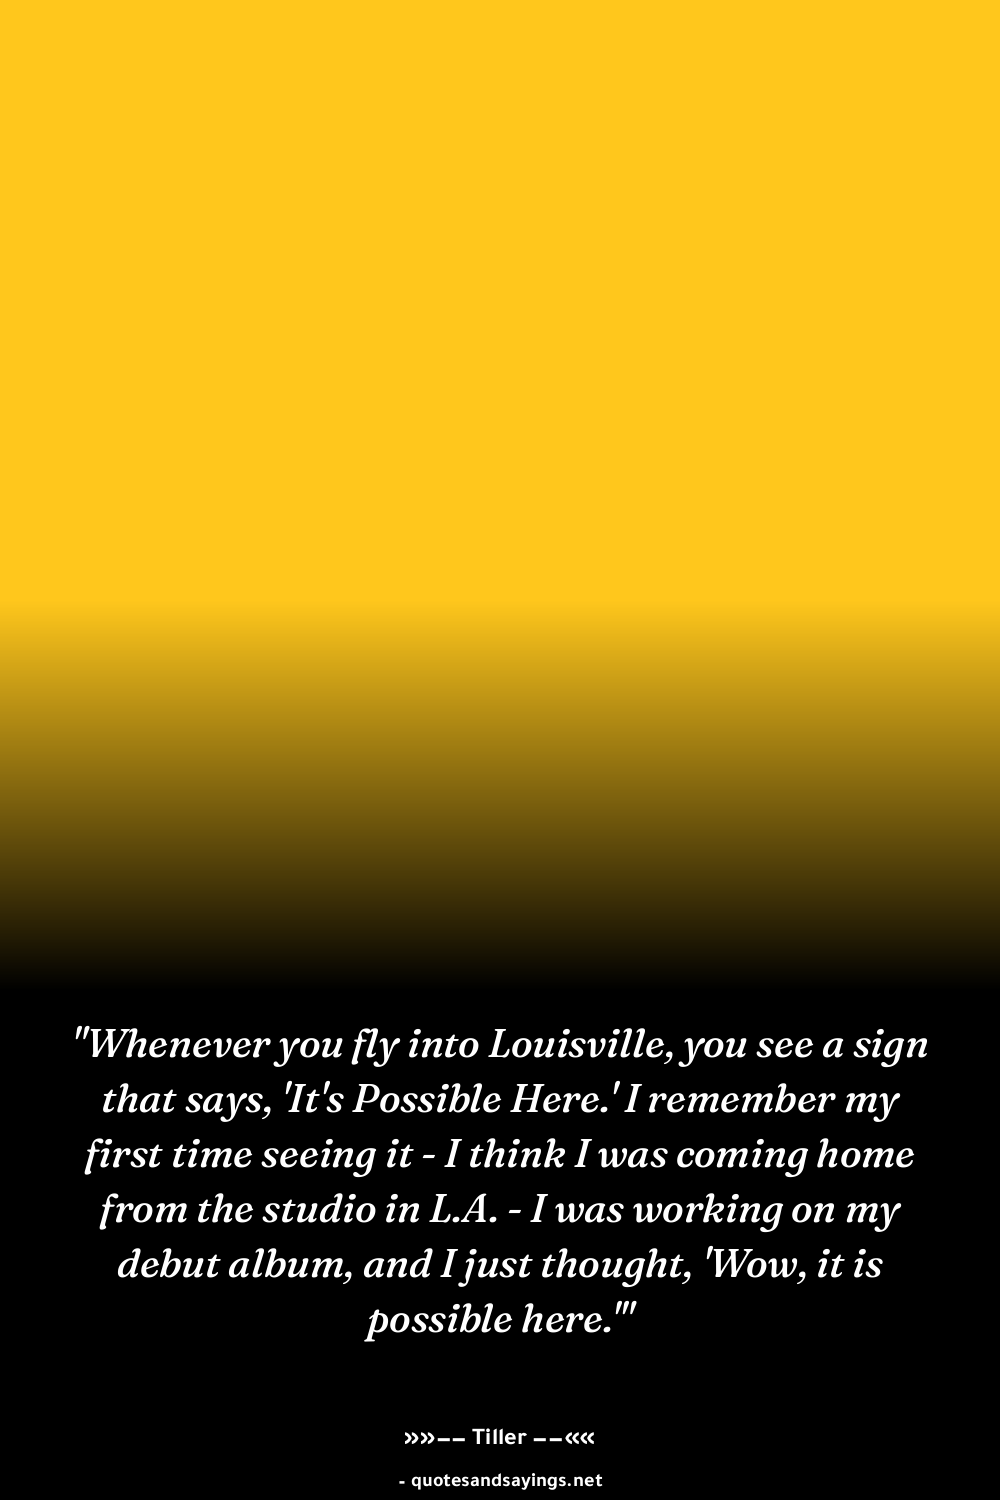 "Whenever you fly into Louisville, you see a sign
that says, 'It's Possible Here.' I remember my
first time seeing it - I think I was coming home
from the studio in L.A. - I was working on my
debut album, and I just thought, 'Wow, it is
possible here.'"
»»–– Tiller ––««
- quotesandsayings.net